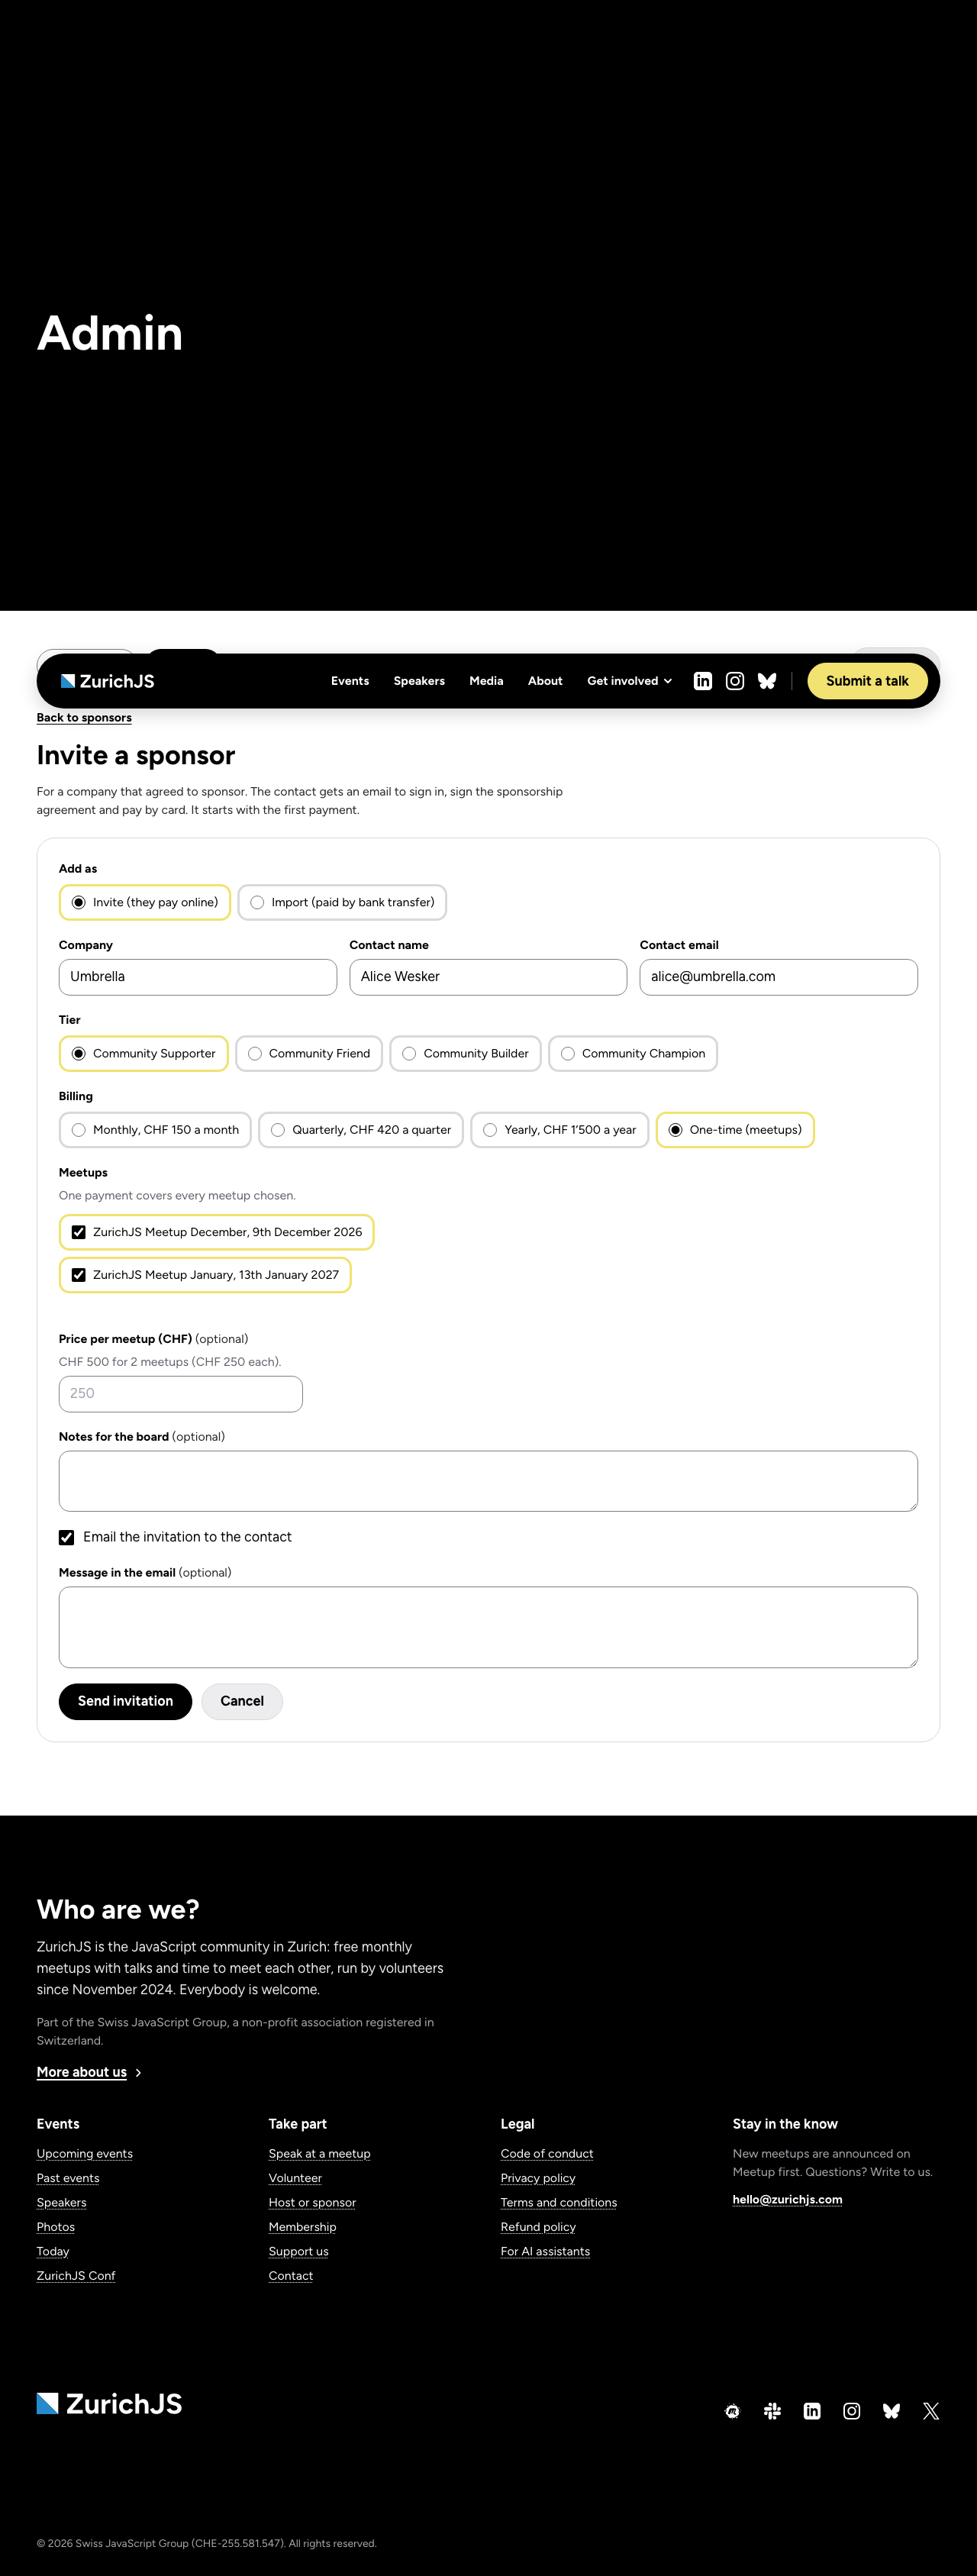 Admin
ZurichJS
Events
Speakers
Media
About
Get involved
Submit a talk
Back to sponsors
Invite a sponsor
For a company that agreed to sponsor. The contact gets an email to sign in, sign the sponsorship
agreement and pay by card. It starts with the first payment.
Add as
Invite (they pay online)
Import (paid by bank transfer)
Company
Contact name
Contact email
Umbrella
Alice Wesker
alice@umbrella.com
Tier
Community Supporter
Community Friend
Community Builder
Community Champion
Billing
Monthly, CHF 150 a month
Quarterly, CHF 420 a quarter
Yearly, CHF 1’500 a year
One-time (meetups)
Meetups
One payment covers every meetup chosen.
ZurichJS Meetup December, 9th December 2026
ZurichJS Meetup January, 13th January 2027
Price per meetup (CHF) (optional)
CHF 500 for 2 meetups (CHF 250 each).
250
Notes for the board (optional)
Email the invitation to the contact
Message in the email (optional)
Send invitation
Cancel
Who are we?
ZurichJS is the JavaScript community in Zurich: free monthly
meetups with talks and time to meet each other, run by volunteers
since November 2024. Everybody is welcome.
Part of the Swiss JavaScript Group, a non-profit association registered in
Switzerland.
More about us
Events
Upcoming events
Past events
Speakers
Photos
Today
ZurichJS Conf
Take part
Speak at a meetup
Volunteer
Host or sponsor
Membership
Support us
Contact
Legal
Code of conduct
Privacy policy
Terms and conditions
Refund policy
For AI assistants
Stay in the know
New meetups are announced on
Meetup first. Questions? Write to us.
hello@zurichjs.com
ZurichJS
© 2026 Swiss JavaScript Group (CHE-255.581.547). All rights reserved.